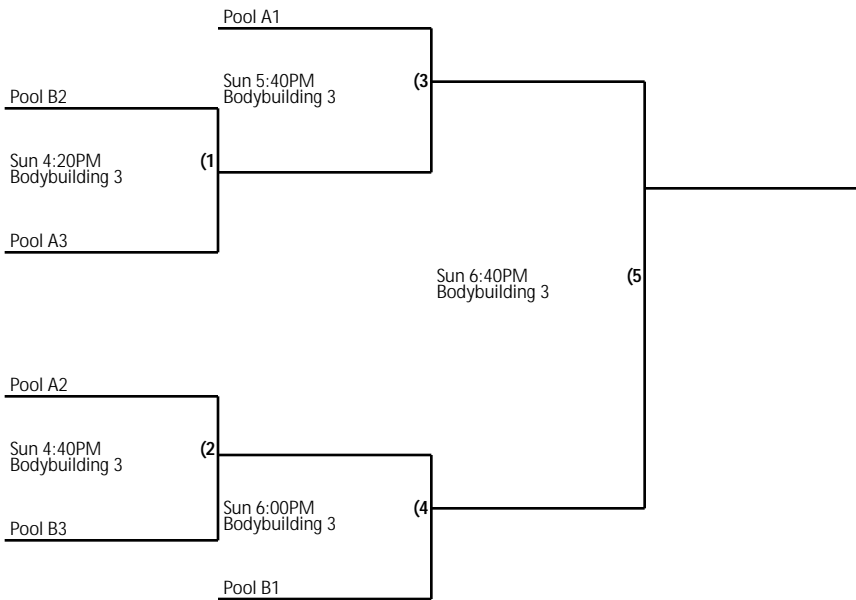 Pool A1
Sun 5:40PM
Bodybuilding 3
(3
Pool B2
Sun 4:20PM
Bodybuilding 3
(1
Pool A3
Sun 6:40PM
Bodybuilding 3
(5
Pool A2
Sun 4:40PM
Bodybuilding 3
(2
Sun 6:00PM
Bodybuilding 3
(4
Pool B3
Pool B1